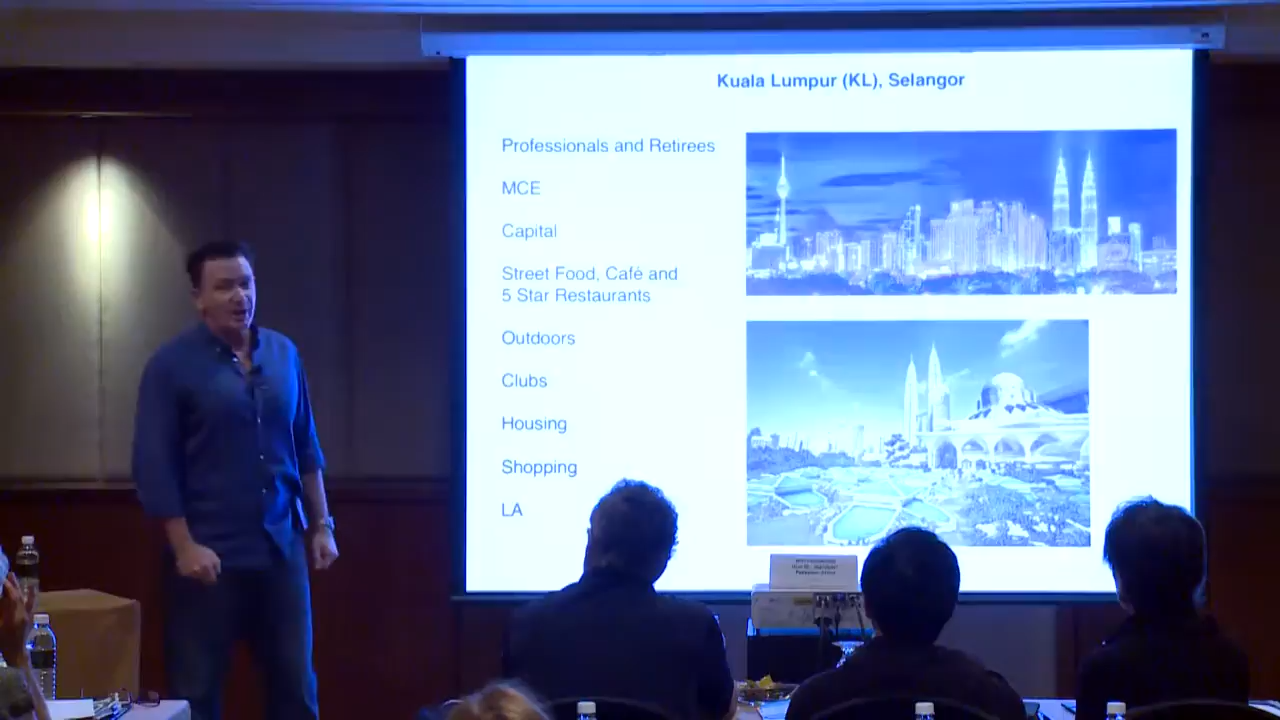 Kuala Lumpur (KL), Selangor
Professionals and Retirees
MCE
Capital
Street Food, Café and
5 Star Restaurants
Outdoors
Clubs
Housing
Shopping
LA